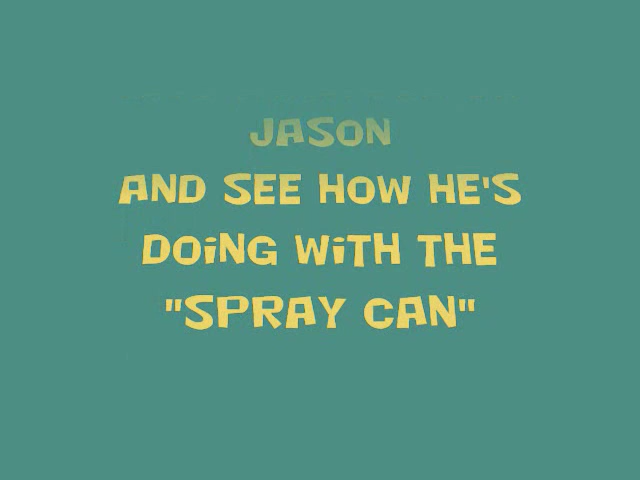 JASON
AND SEE HOW HE'S
DOiNG WiTH THE
"SPRAY CAN"